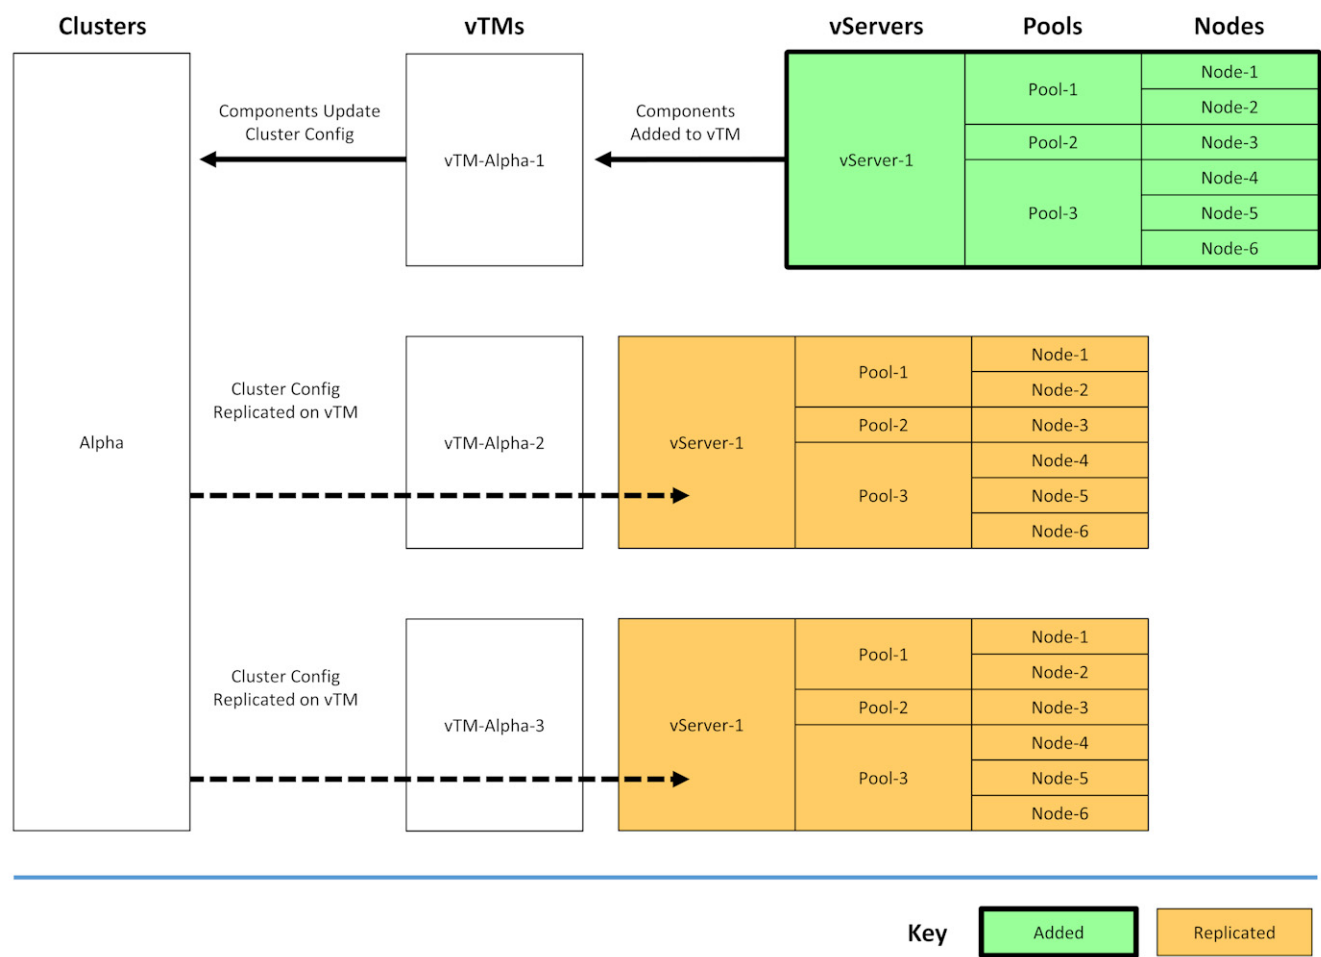 Clusters
vTMs
vServers
Pools
Nodes
Components Update
Cluster Config
Components
Added to vTM
vTM-Alpha-1
vServer-1
Pool-1
Pool-2
Pool-3
Node-1
Node-2
Node-3
Node-4
Node-5
Node-6
Alpha
Cluster Config
Replicated on vTM
vTM-Alpha-2
vServer-1
Pool-1
Pool-2
Pool-3
Node-1
Node-2
Node-3
Node-4
Node-5
Node-6
Cluster Config
Replicated on vTM
vTM-Alpha-3
vServer-1
Pool-1
Pool-2
Pool-3
Node-1
Node-2
Node-3
Node-4
Node-5
Node-6
Key
Added
Replicated